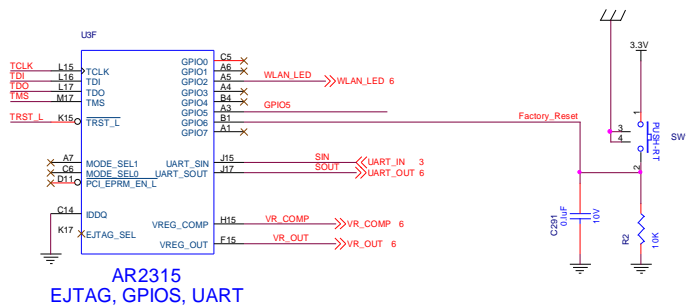 U3F
TCLK L15 TCLK
TDI L16 TDI
TDO L17 TDO
TMS M17 TMS
TRST_L K15 TRST_L
A7 MODE_SEL1
C6 MODE_SEL0
D11 PCI_EPRM_EN_L
C14 IDDQ
K17 EJTAG_SEL
GPIO0 C5
GPIO1 A6
GPIO2 A5 WLAN_LED WLAN_LED 6
GPIO3 A4
GPIO4 B4
GPIO5 A3 GPIO5
GPIO6 B1 Factory_Reset
GPIO7 A1
UART_SIN J15 SIN UART_IN 3
UART_SOUT J17 SOUT UART_OUT 6
VREG_COMP H15 VR_COMP VR_COMP 6
VREG_OUT F15 VR_OUT VR_OUT 6
AR2315
EJTAG, GPIOS, UART
3.3V
1
3
4
2
PUSH-RT
SW
C291
0.1uF
10V
R2
10K